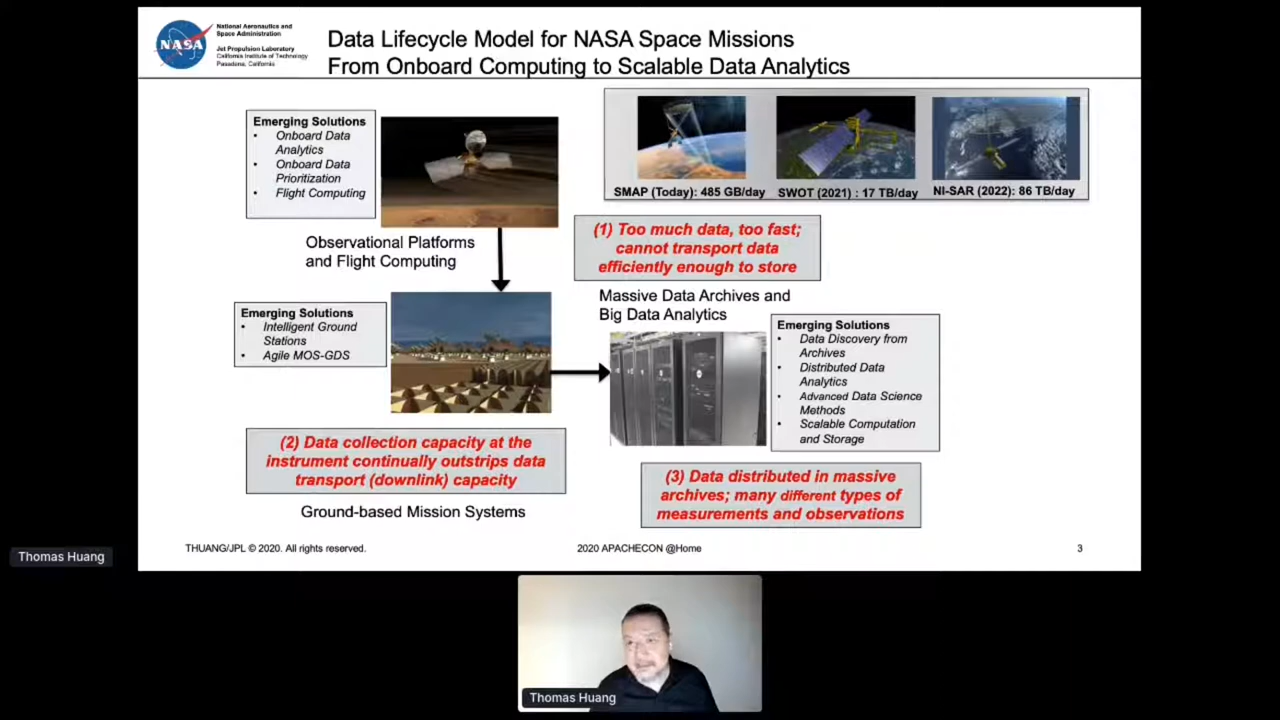 NASA
National Aeronautics and
Space Administration
Jet Propulsion Laboratory
California Institute of Technology
Pasadena, California
Data Lifecycle Model for NASA Space Missions
From Onboard Computing to Scalable Data Analytics
Emerging Solutions
• Onboard Data
Analytics
• Onboard Data
Prioritization
• Flight Computing
SMAP (Today): 485 GB/day
SWOT (2021) : 17 TB/day
NI-SAR (2022): 86 TB/day
Observational Platforms
and Flight Computing
(1) Too much data, too fast;
cannot transport data
efficiently enough to store
Emerging Solutions
• Intelligent Ground
Stations
• Agile MOS-GDS
Massive Data Archives and
Big Data Analytics
Emerging Solutions
• Data Discovery from
Archives
• Distributed Data
Analytics
• Advanced Data Science
Methods
• Scalable Computation
and Storage
(2) Data collection capacity at the
instrument continually outstrips data
transport (downlink) capacity
Ground-based Mission Systems
(3) Data distributed in massive
archives; many different types of
measurements and observations
THUANG/JPL © 2020. All rights reserved.
2020 APACHECON @Home
3
Thomas Huang
Thomas Huang